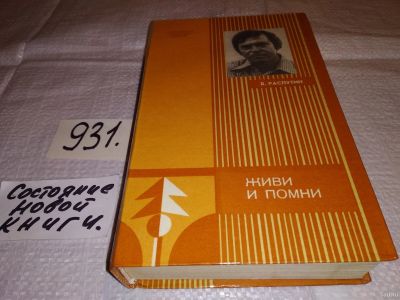 В. РАСПУТИН
ЖИВИ
И ПОМНИ
931.
Состояние
новой
книги.